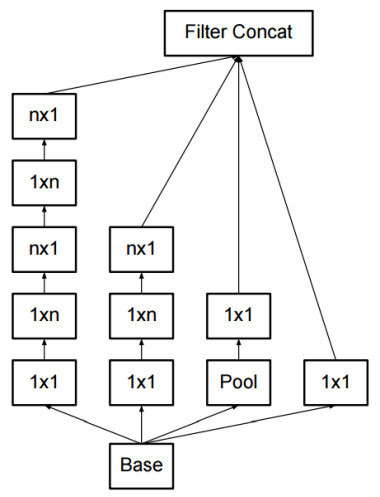 Filter Concat
nx1
1xn
nx1
nx1
1xn
1xn
1x1
1x1
1x1
Pool
1x1
Base